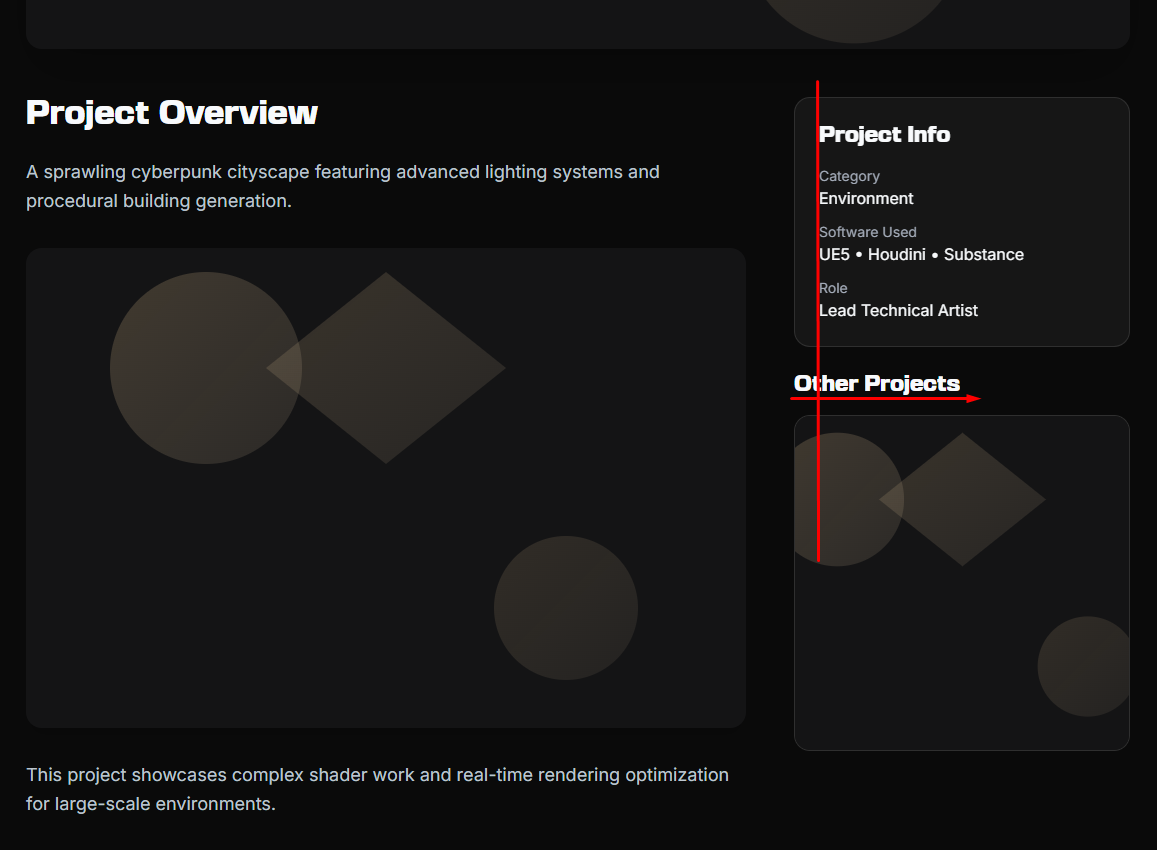 Project Overview
A sprawling cyberpunk cityscape featuring advanced lighting systems and
procedural building generation.
This project showcases complex shader work and real-time rendering optimization
for large-scale environments.
Project Info
Category
Environment
Software Used
UE5 • Houdini • Substance
Role
Lead Technical Artist
Other Projects